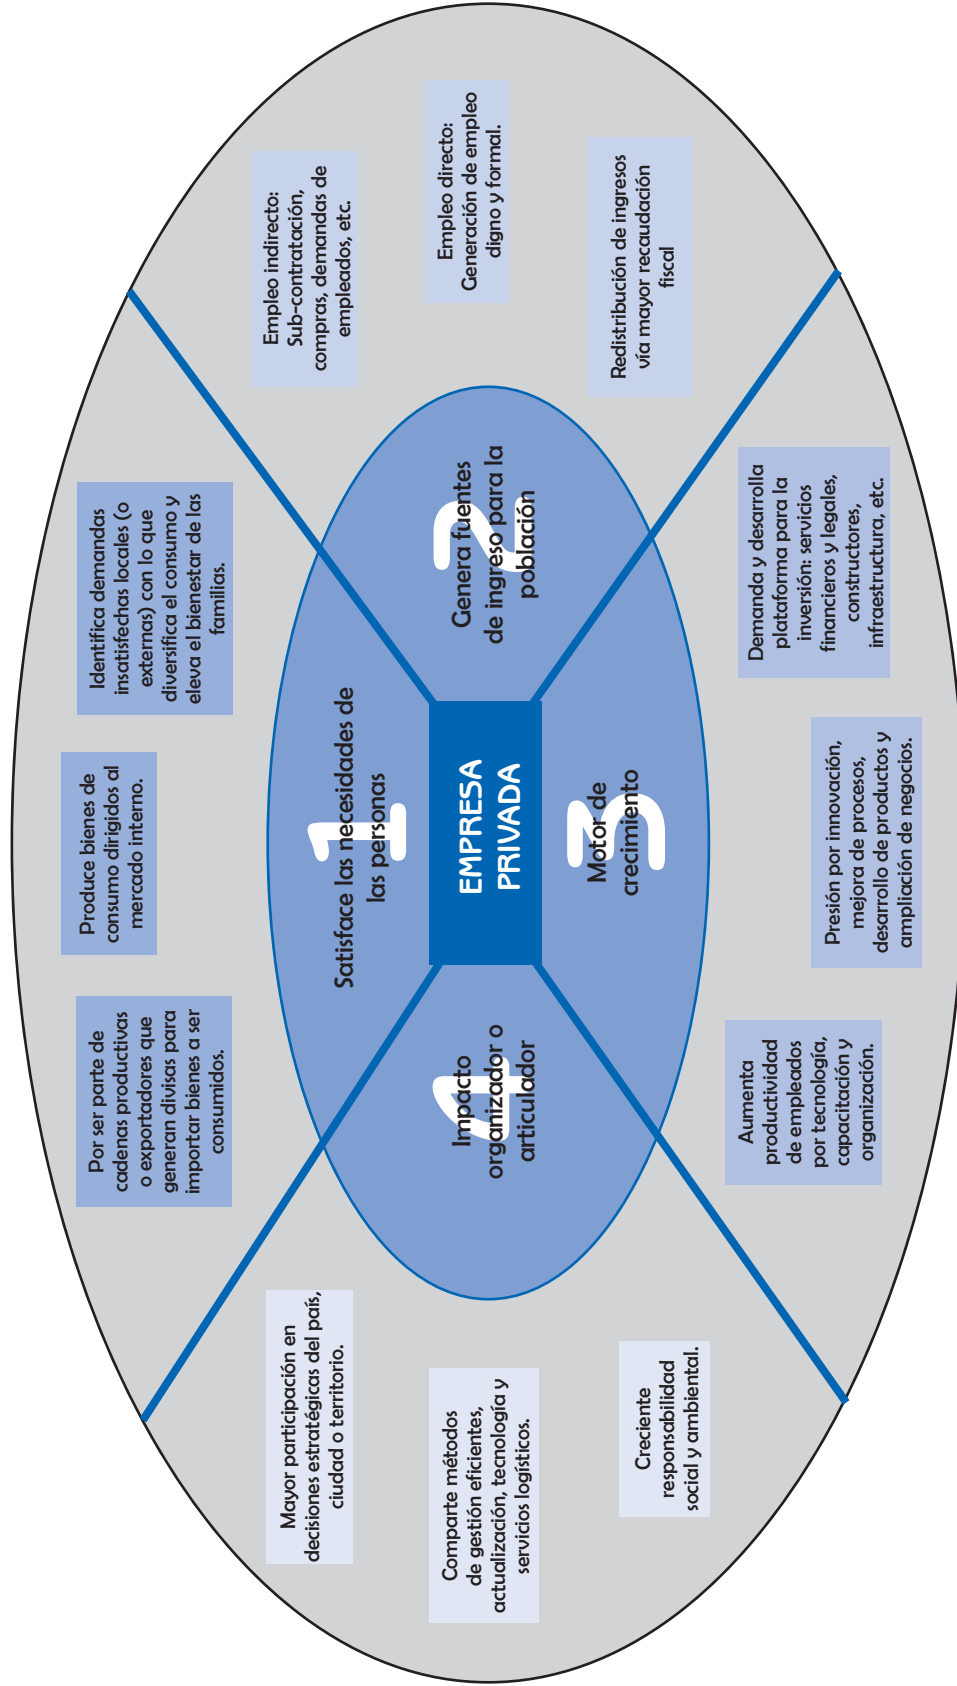 EMPRESA
PRIVADA
1
Satisface las necesidades de
las personas
Por ser parte de
cadenas productivas
o exportadores que
generan divisas para
importar bienes a ser
consumidos.
Produce bienes de
consumo dirigidos al
mercado interno.
Identifica demandas
insatisfechas locales (o
externas) con lo que
diversifica el consumo y
eleva el bienestar de las
familias.
2
Genera fuentes
de ingreso para la
población
Empleo indirecto:
Sub-contratación,
compras, demandas de
empleados, etc.
Empleo directo:
Generación de empleo
digno y formal.
Redistribución de ingresos
vía mayor recaudación
fiscal
3
Motor de
crecimiento
Demanda y desarrolla
plataforma para la
inversión: servicios
financieros y legales,
constructores,
infraestructura, etc.
Presión por innovación,
mejora de procesos,
desarrollo de productos y
ampliación de negocios.
Aumenta
productividad
de empleados
por tecnología,
capacitación y
organización.
4
Impacto
organizador o
articulador
Mayor participación en
decisiones estratégicas del país,
ciudad o territorio.
Comparte métodos
de gestión eficientes,
actualización, tecnología y
servicios logísticos.
Creciente
responsabilidad
social y ambiental.